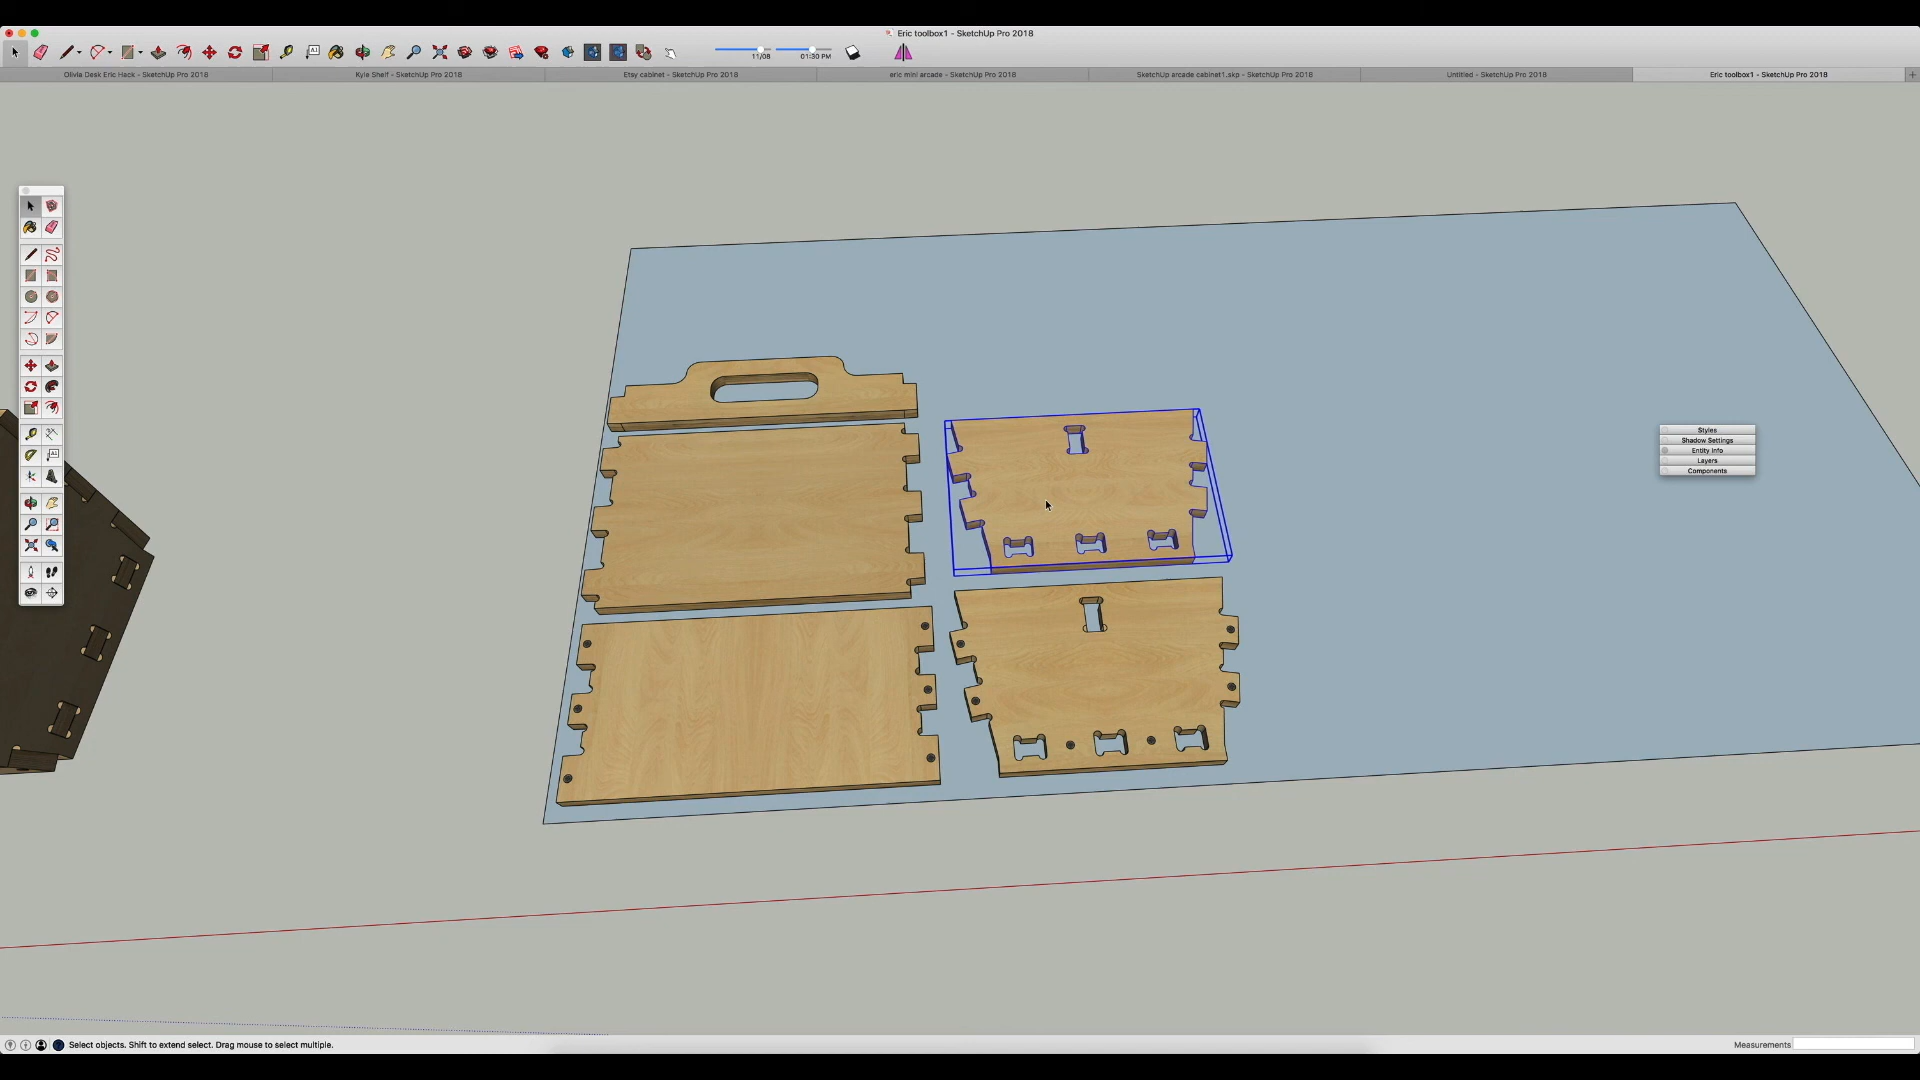 Eric toolbox1 - SketchUp Pro 2018
A1
11/08
01:30 PM
Olivia Desk Eric Hack - SketchUp Pro 2018
Kyle Shelf - SketchUp Pro 2018
Etsy cabinet - SketchUp Pro 2018
eric mini arcade - SketchUp Pro 2018
SketchUp arcade cabinet1.skp - SketchUp Pro 2018
Untitled - SketchUp Pro 2018
Eric toolbox1 - SketchUp Pro 2018
A1
Styles
Shadow Settings
Entity Info
Layers
Components
Select objects. Shift to extend select. Drag mouse to select multiple.
Measurements